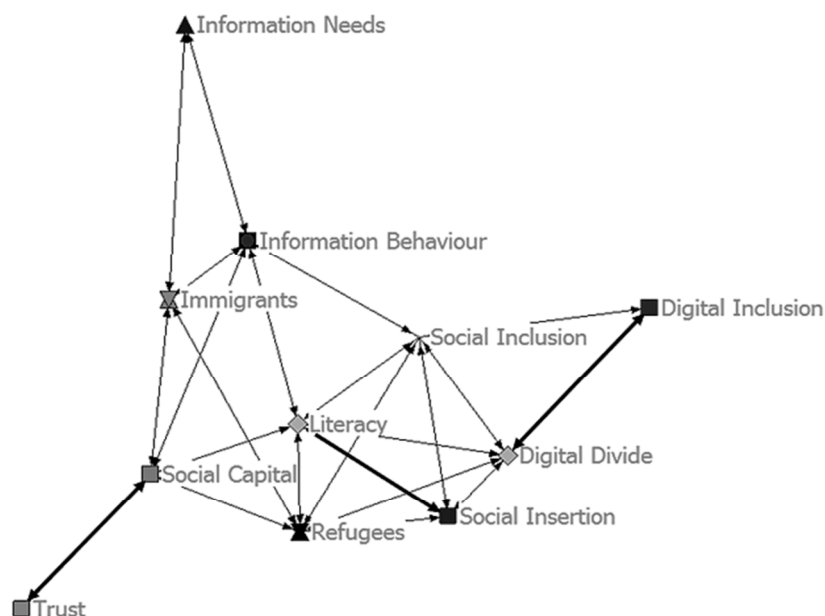 Information Needs
Information Behaviour
Immigrants
Digital Inclusion
Social Inclusion
Literacy
Digital Divide
Social Capital
Social Insertion
Refugees
Trust